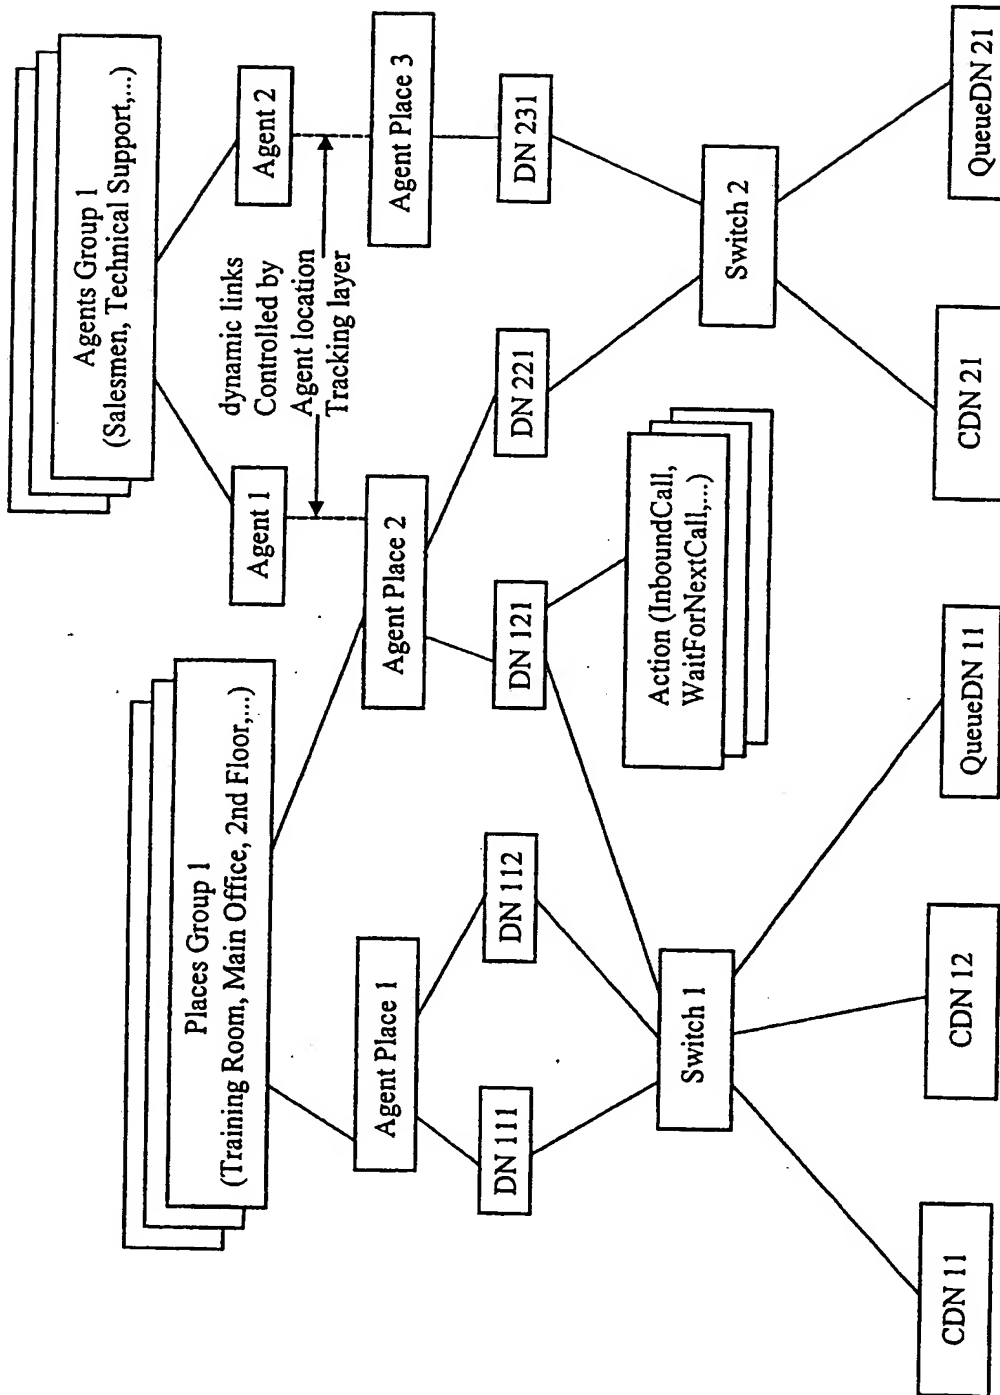 Agents Group 1
(Salesmen, Technical Support,...)
Places Group 1
(Training Room, Main Office, 2nd Floor,...)
Agent 1
Agent 2
dynamic links
Controlled by
Agent location
Tracking layer
Agent Place 1
Agent Place 2
Agent Place 3
DN 111
DN 112
DN 121
DN 221
DN 231
Action (InboundCall,
WaitForNextCall,...)
Switch 1
Switch 2
CDN 11
CDN 12
QueueDN 11
CDN 21
QueueDN 21